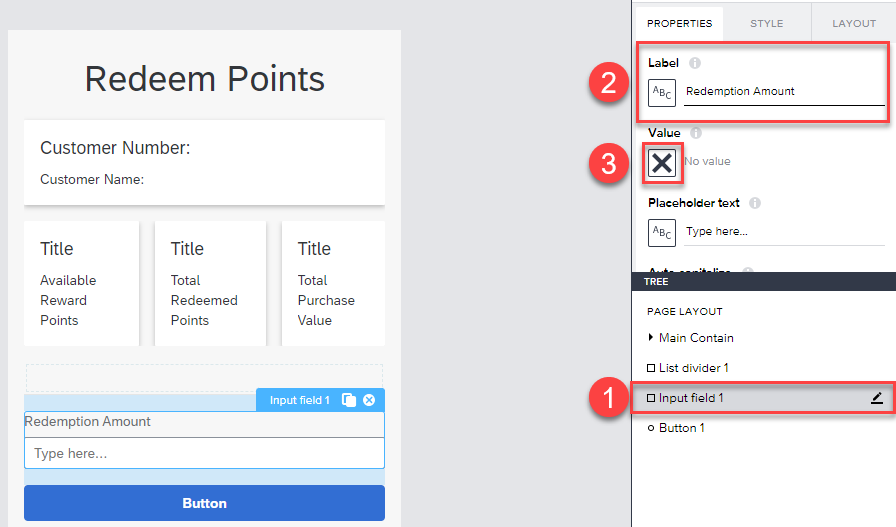 Redeem Points
Customer Number:
Customer Name:
Title
Available
Reward
Points
Title
Total
Redeemed
Points
Title
Total
Purchase
Value
Input field 1
Redemption Amount
Type here...
Button
PROPERTIES
STYLE
LAYOUT
2
Label
ABC
Redemption Amount
Value
3
No value
Placeholder text
ABC
Type here...
TREE
PAGE LAYOUT
Main Contain
List divider 1
1
Input field 1
Button 1